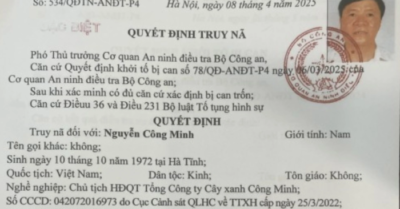 Số: 534/QĐTN-ANĐT-P4 Hà Nội, ngày 08 tháng 4 năm 2025
QUYẾT ĐỊNH TRUY NÃ
Phó Thủ trưởng Cơ quan An ninh điều tra Bộ Công an,
Căn cứ Quyết định khởi tố bị can số 78/QĐ-ANĐT-P4 ngày 06/03/2025 của
Cơ quan An ninh điều tra Bộ Công an;
Sau khi xác minh có đủ căn cứ xác định bị can trốn;
Căn cứ Điều 36 và Điều 231 Bộ luật Tố tụng hình sự
QUYẾT ĐỊNH
Truy nã đối với: Nguyễn Công Minh Giới tính: Nam
Tên gọi khác: không;
Sinh ngày 10 tháng 10 năm 1972 tại Hà Tĩnh;
Quốc tịch: Việt Nam; Dân tộc: Kinh; Tôn giáo: Không;
Nghề nghiệp: Chủ tịch HĐQT Tổng Công ty Cây xanh Công Minh;
Số CCCD: 042072016973 do Cục Cảnh sát QLHC về TTXH cấp ngày 25/3/2022;